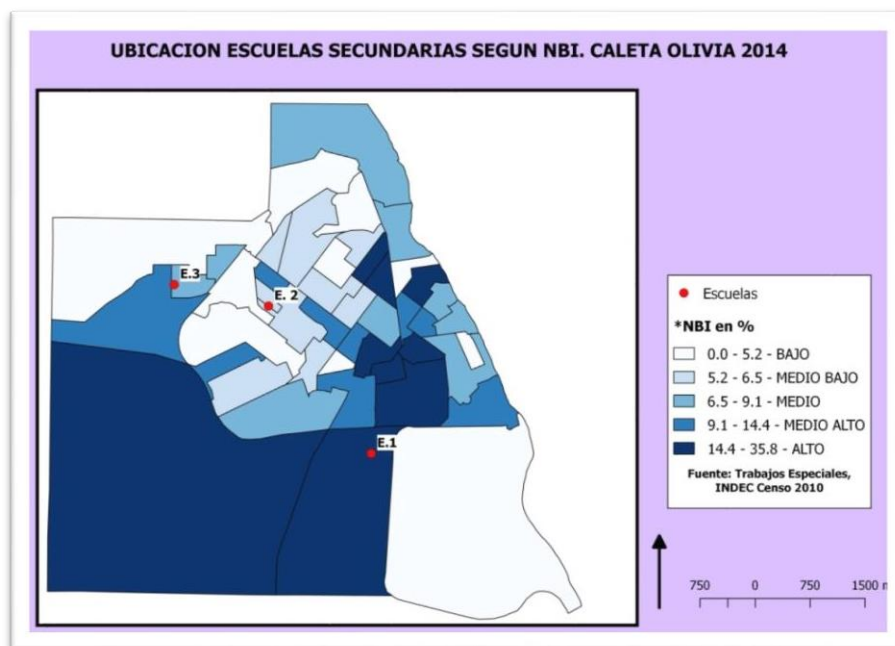 UBICACION ESCUELAS SECUNDARIAS SEGUN NBI. CALETA OLIVIA 2014
E.3
E. 2
E.1
Escuelas
*NBI en %
0.0 - 5.2 - BAJO
5.2 - 6.5 - MEDIO BAJO
6.5 - 9.1 - MEDIO
9.1 - 14.4 - MEDIO ALTO
14.4 - 35.8 - ALTO
Fuente: Trabajos Especiales,
INDEC Censo 2010
750 0 750 1500 m